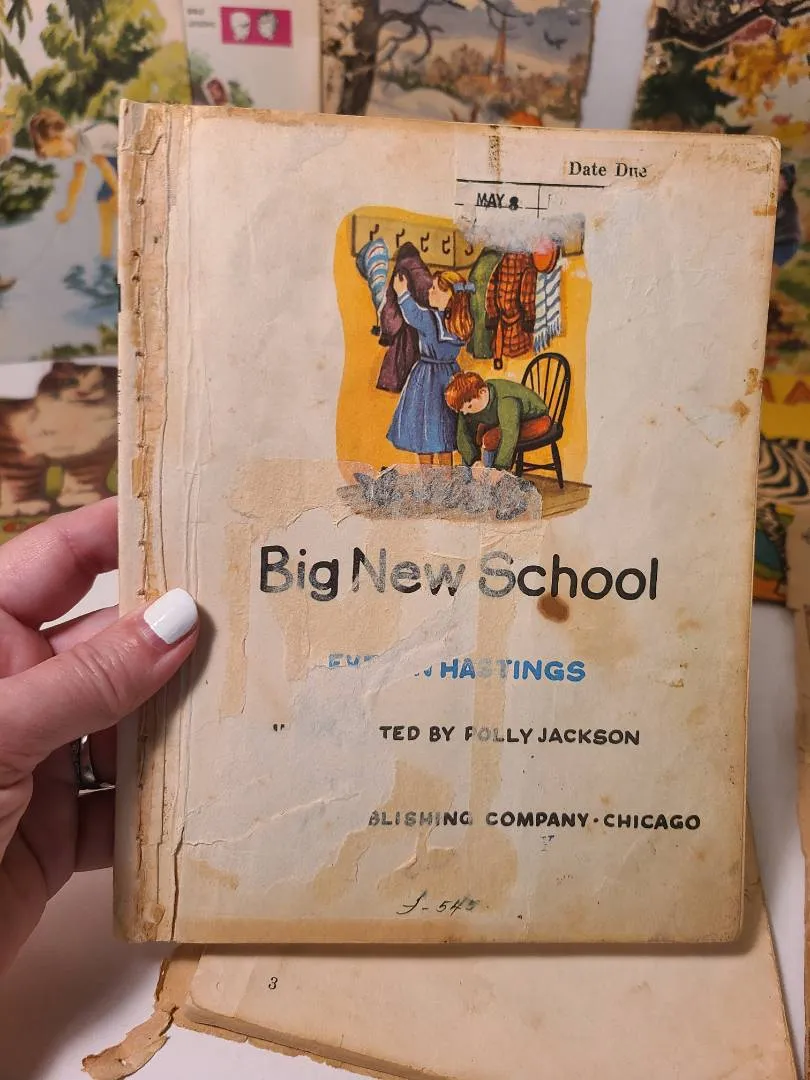 Date Due
MAY 8
Big New School
HASTINGS
TED BY POLLY JACKSON
BLISHING COMPANY · CHICAGO
3